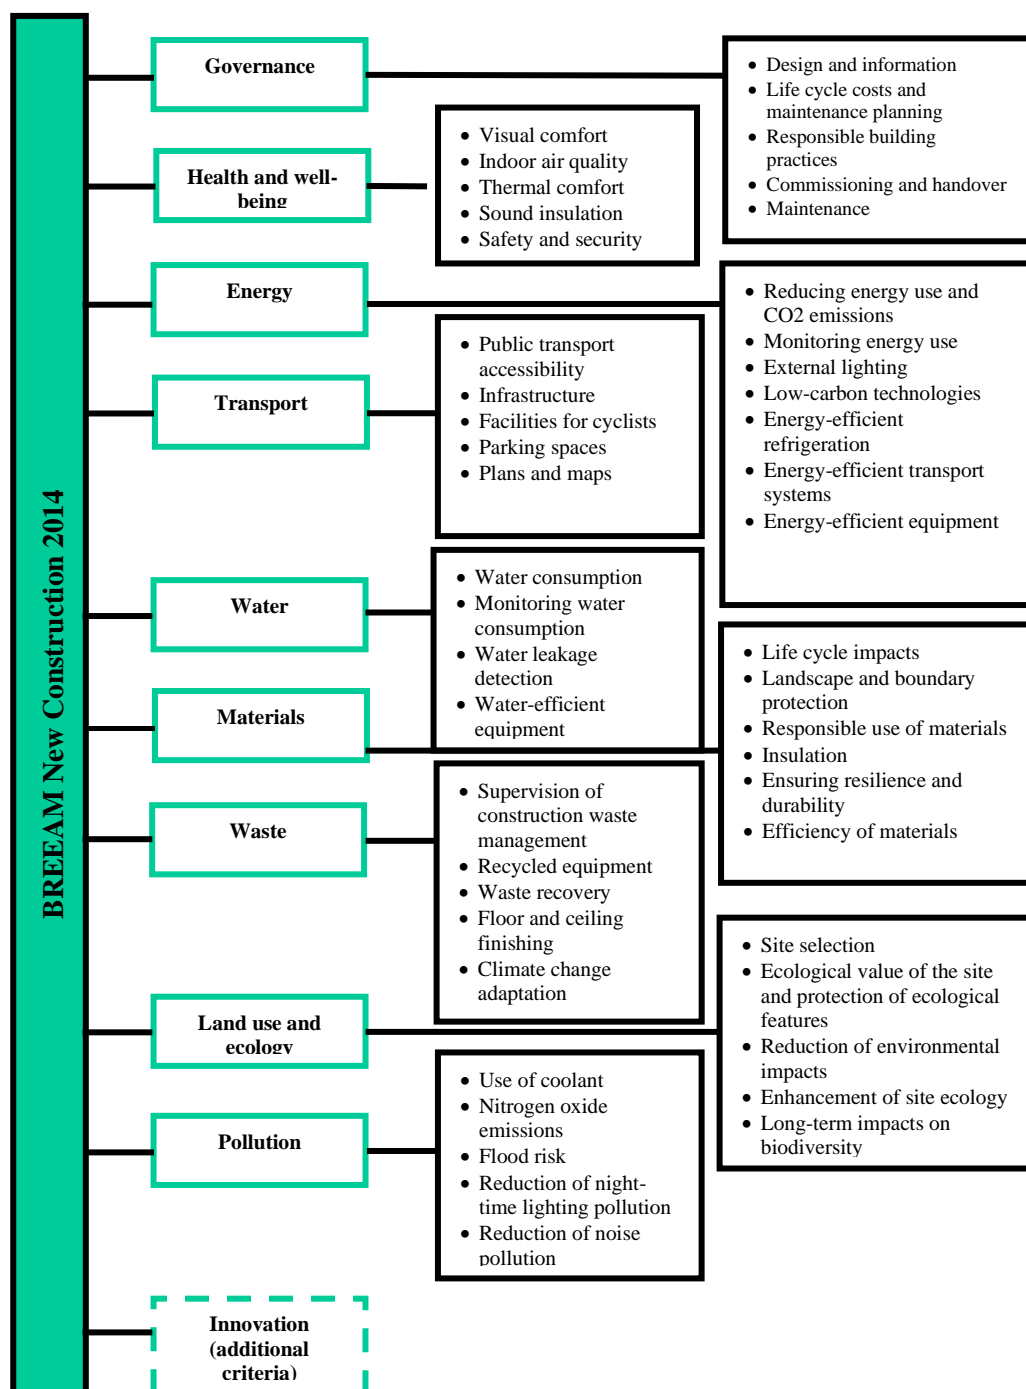 BREEAM New Construction 2014
Governance
• Design and information
• Life cycle costs and
maintenance planning
• Responsible building
practices
• Commissioning and handover
• Maintenance
Health and well-
being
• Visual comfort
• Indoor air quality
• Thermal comfort
• Sound insulation
• Safety and security
Energy
• Reducing energy use and
CO2 emissions
• Monitoring energy use
• External lighting
• Low-carbon technologies
• Energy-efficient
refrigeration
• Energy-efficient transport
systems
• Energy-efficient equipment
Transport
• Public transport
accessibility
• Infrastructure
• Facilities for cyclists
• Parking spaces
• Plans and maps
Water
• Water consumption
• Monitoring water
consumption
• Water leakage
detection
• Water-efficient
equipment
Materials
• Life cycle impacts
• Landscape and boundary
protection
• Responsible use of materials
• Insulation
• Ensuring resilience and
durability
• Efficiency of materials
Waste
• Supervision of
construction waste
management
• Recycled equipment
• Waste recovery
• Floor and ceiling
finishing
• Climate change
adaptation
Land use and
ecology
• Site selection
• Ecological value of the site
and protection of ecological
features
• Reduction of environmental
impacts
• Enhancement of site ecology
• Long-term impacts on
biodiversity
Pollution
• Use of coolant
• Nitrogen oxide
emissions
• Flood risk
• Reduction of night-
time lighting pollution
• Reduction of noise
pollution
Innovation
(additional
criteria)